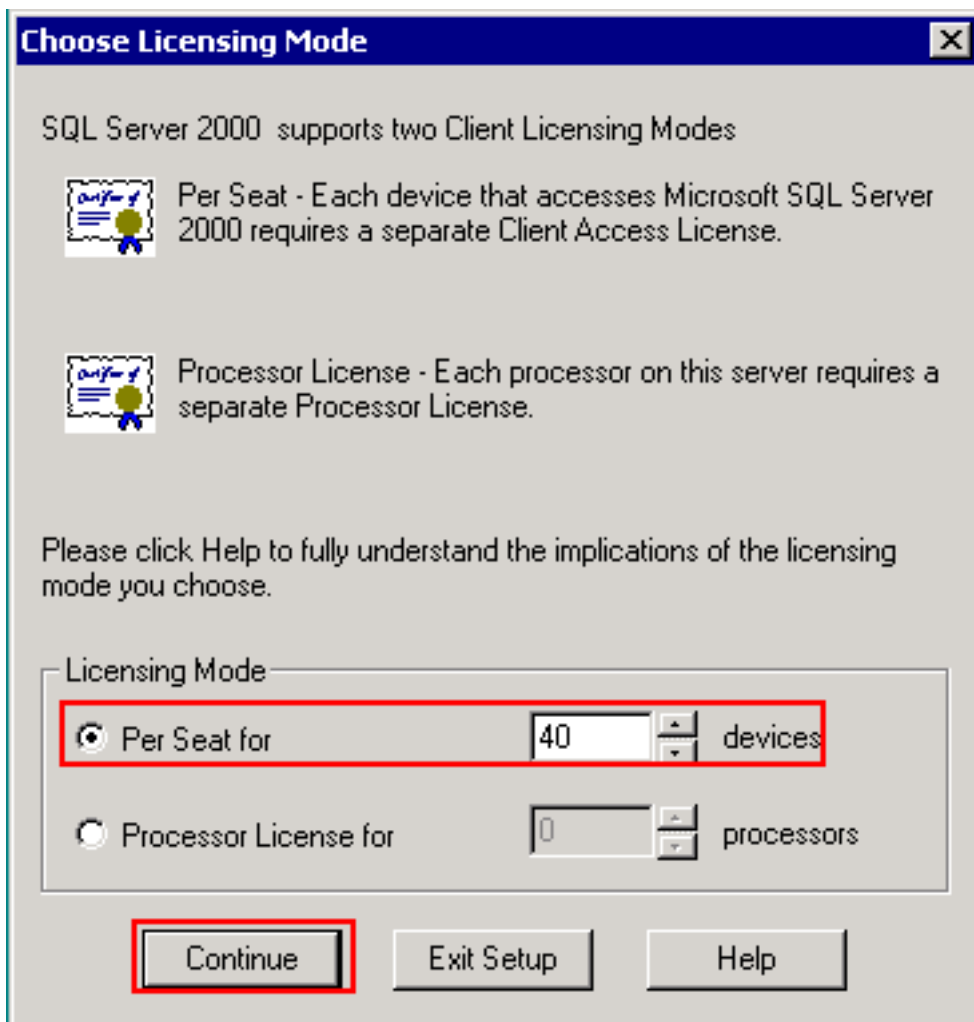 Choose Licensing Mode
SQL Server 2000  supports two Client Licensing Modes
Per Seat - Each device that accesses Microsoft SQL Server
2000 requires a separate Client Access License.
Processor License - Each processor on this server requires a
separate Processor License.
Please click Help to fully understand the implications of the licensing
mode you choose.
Licensing Mode
Per Seat for 40 devices
Processor License for 0 processors
Continue Exit Setup Help